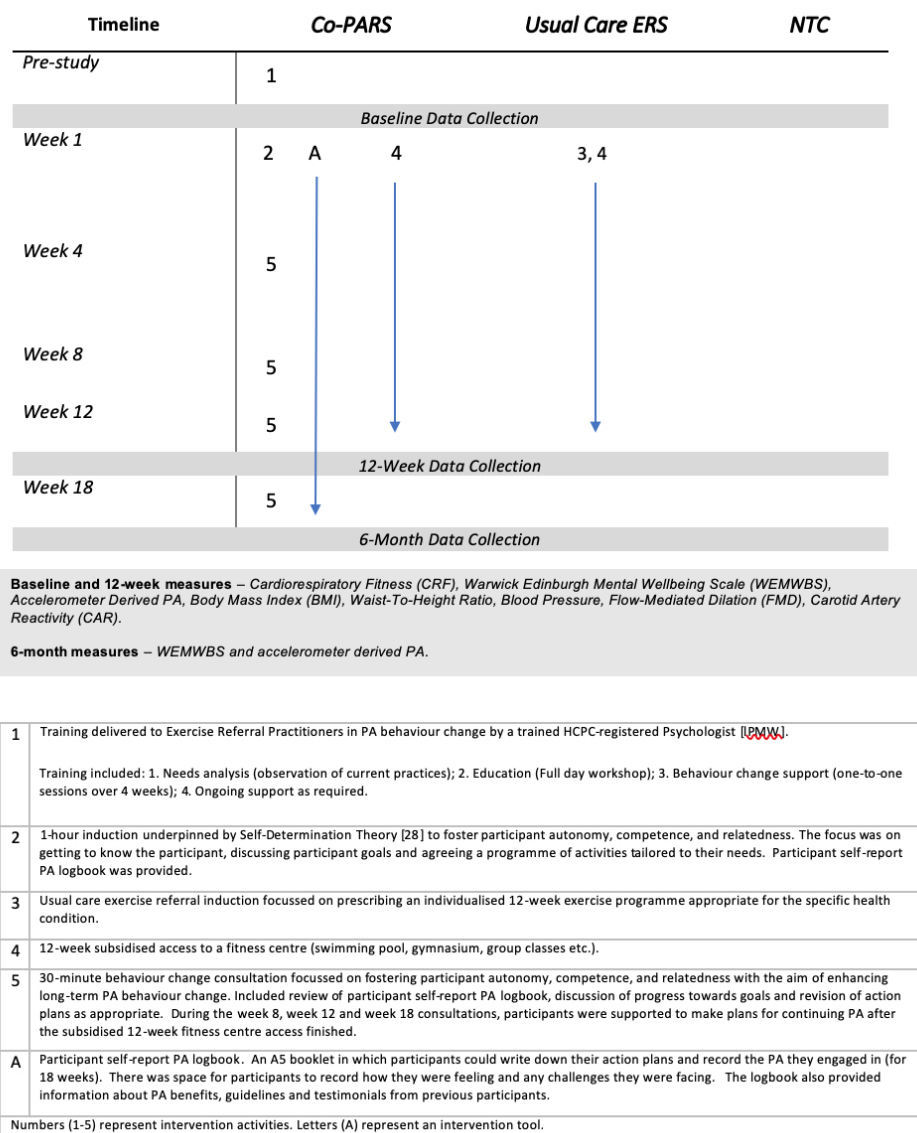 Timeline Co-PARS Usual Care ERS NTC
Pre-study
1
Baseline Data Collection
Week 1
2 A 4 3, 4
Week 4
5
Week 8
5
Week 12
5
12-Week Data Collection
Week 18
5
6-Month Data Collection
Baseline and 12-week measures – Cardiorespiratory Fitness (CRF), Warwick Edinburgh Mental Wellbeing Scale (WEMWBS),
Accelerometer Derived PA, Body Mass Index (BMI), Waist-To-Height Ratio, Blood Pressure, Flow-Mediated Dilation (FMD), Carotid Artery
Reactivity (CAR).
6-month measures – WEMWBS and accelerometer derived PA.
1 Training delivered to Exercise Referral Practitioners in PA behaviour change by a trained HCPC-registered Psychologist [LPMW].
Training included: 1. Needs analysis (observation of current practices); 2. Education (Full day workshop); 3. Behaviour change support (one-to-one
sessions over 4 weeks); 4. Ongoing support as required.
2 1-hour induction underpinned by Self-Determination Theory [28] to foster participant autonomy, competence, and relatedness. The focus was on
getting to know the participant, discussing participant goals and agreeing a programme of activities tailored to their needs. Participant self-report
PA logbook was provided.
3 Usual care exercise referral induction focussed on prescribing an individualised 12-week exercise programme appropriate for the specific health
condition.
4 12-week subsidised access to a fitness centre (swimming pool, gymnasium, group classes etc.).
5 30-minute behaviour change consultation focussed on fostering participant autonomy, competence, and relatedness with the aim of enhancing
long-term PA behaviour change. Included review of participant self-report PA logbook, discussion of progress towards goals and revision of action
plans as appropriate. During the week 8, week 12 and week 18 consultations, participants were supported to make plans for continuing PA after
the subsidised 12-week fitness centre access finished.
A Participant self-report PA logbook. An A5 booklet in which participants could write down their action plans and record the PA they engaged in (for
18 weeks). There was space for participants to record how they were feeling and any challenges they were facing. The logbook also provided
information about PA benefits, guidelines and testimonials from previous participants.
Numbers (1-5) represent intervention activities. Letters (A) represent an intervention tool.